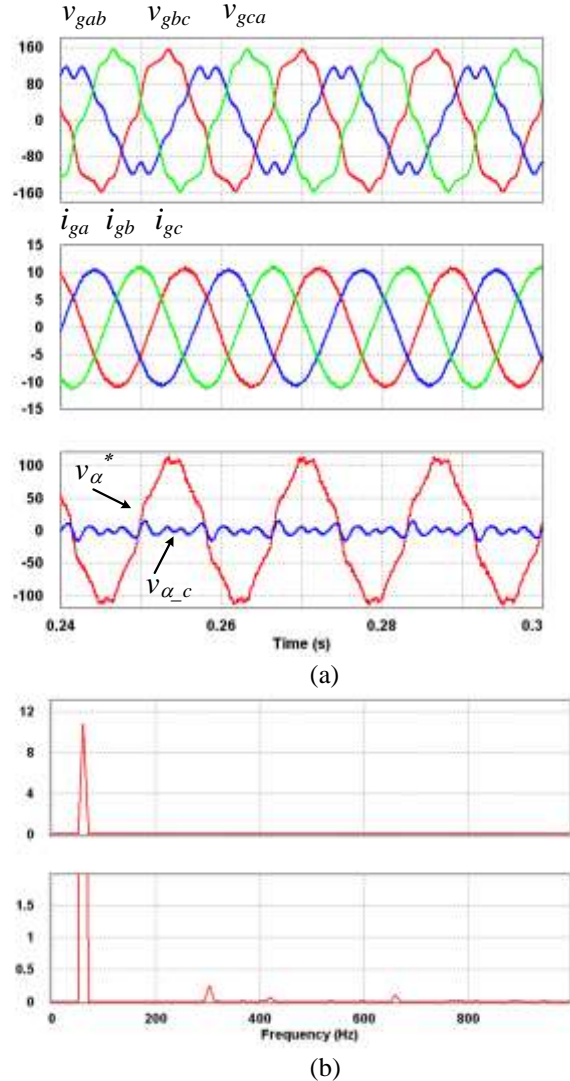 v_gab v_gbc v_gca
160
80
0
-80
-160
i_ga i_gb i_gc
15
10
5
0
-5
-10
-15
100
50
0
-50
-100
v_α*
v_α_c
0.24 0.26 0.28 0.3
Time (s)
(a)
12
8
4
0
1.5
1
0.5
0
0 200 400 600 800
Frequency (Hz)
(b)